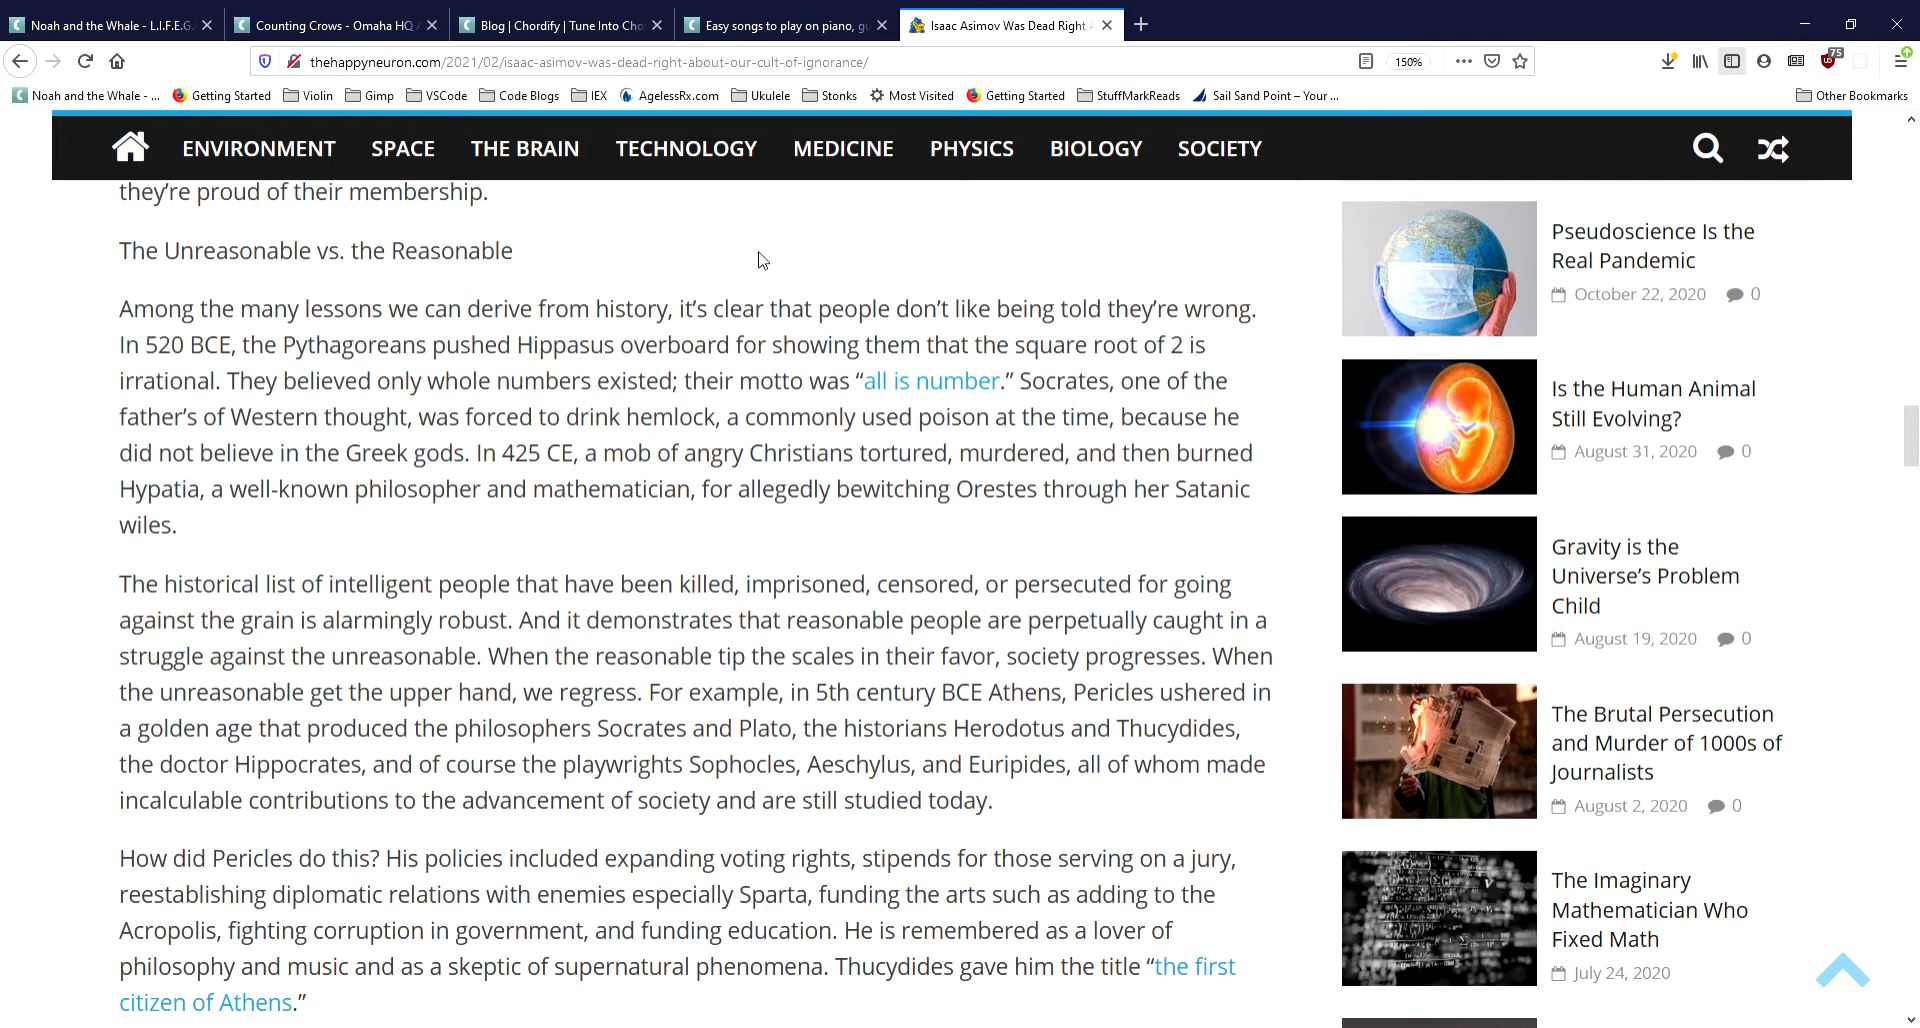 Noah and the Whale - L.I.F.E.G.
Counting Crows - Omaha HQ
Blog | Chordify | Tune Into Cho
Easy songs to play on piano, gu
Isaac Asimov Was Dead Right
thehappyneuron.com/2021/02/isaac-asimov-was-dead-right-about-our-cult-of-ignorance/
150%
75
Noah and the Whale - ...
Getting Started
Violin
Gimp
VSCode
Code Blogs
IEX
AgelessRx.com
Ukulele
Stonks
Most Visited
Getting Started
StuffMarkReads
Sail Sand Point – Your ...
Other Bookmarks
ENVIRONMENT SPACE THE BRAIN TECHNOLOGY MEDICINE PHYSICS BIOLOGY SOCIETY
they’re proud of their membership.
The Unreasonable vs. the Reasonable
Among the many lessons we can derive from history, it’s clear that people don’t like being told they’re wrong.
In 520 BCE, the Pythagoreans pushed Hippasus overboard for showing them that the square root of 2 is
irrational. They believed only whole numbers existed; their motto was “all is number.” Socrates, one of the
father’s of Western thought, was forced to drink hemlock, a commonly used poison at the time, because he
did not believe in the Greek gods. In 425 CE, a mob of angry Christians tortured, murdered, and then burned
Hypatia, a well-known philosopher and mathematician, for allegedly bewitching Orestes through her Satanic
wiles.
The historical list of intelligent people that have been killed, imprisoned, censored, or persecuted for going
against the grain is alarmingly robust. And it demonstrates that reasonable people are perpetually caught in a
struggle against the unreasonable. When the reasonable tip the scales in their favor, society progresses. When
the unreasonable get the upper hand, we regress. For example, in 5th century BCE Athens, Pericles ushered in
a golden age that produced the philosophers Socrates and Plato, the historians Herodotus and Thucydides,
the doctor Hippocrates, and of course the playwrights Sophocles, Aeschylus, and Euripides, all of whom made
incalculable contributions to the advancement of society and are still studied today.
How did Pericles do this? His policies included expanding voting rights, stipends for those serving on a jury,
reestablishing diplomatic relations with enemies especially Sparta, funding the arts such as adding to the
Acropolis, fighting corruption in government, and funding education. He is remembered as a lover of
philosophy and music and as a skeptic of supernatural phenomena. Thucydides gave him the title “the first
citizen of Athens.”
Pseudoscience Is the
Real Pandemic
October 22, 2020 0
Is the Human Animal
Still Evolving?
August 31, 2020 0
Gravity is the
Universe’s Problem
Child
August 19, 2020 0
The Brutal Persecution
and Murder of 1000s of
Journalists
August 2, 2020 0
The Imaginary
Mathematician Who
Fixed Math
July 24, 2020